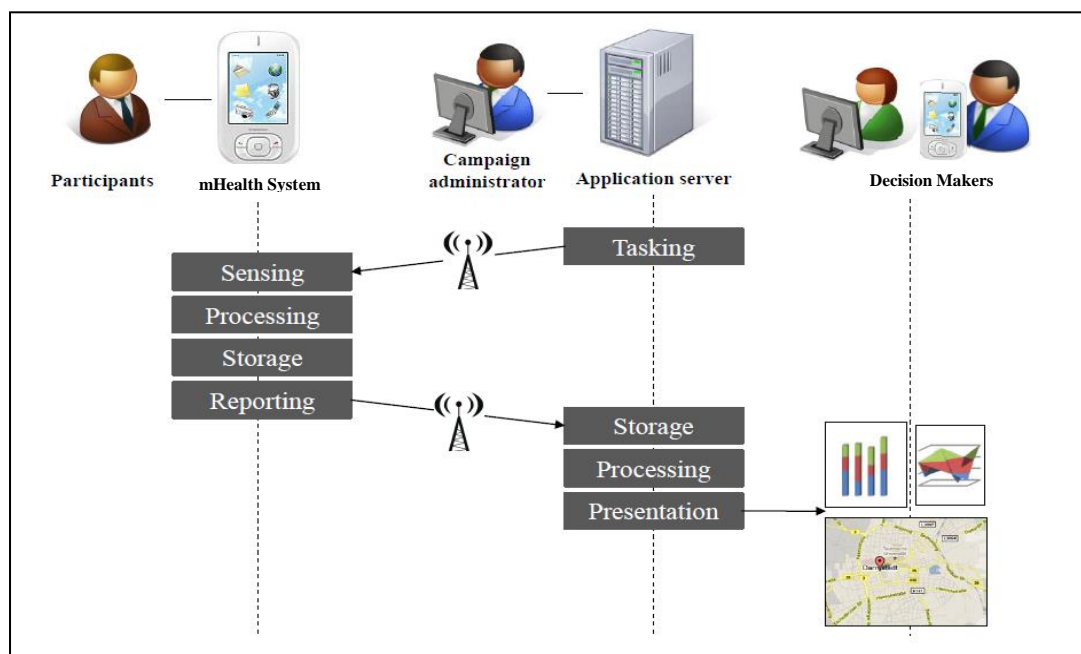 Participants
mHealth System
Campaign
administrator
Application server
Decision Makers
Tasking
Sensing
Processing
Storage
Reporting
Storage
Processing
Presentation